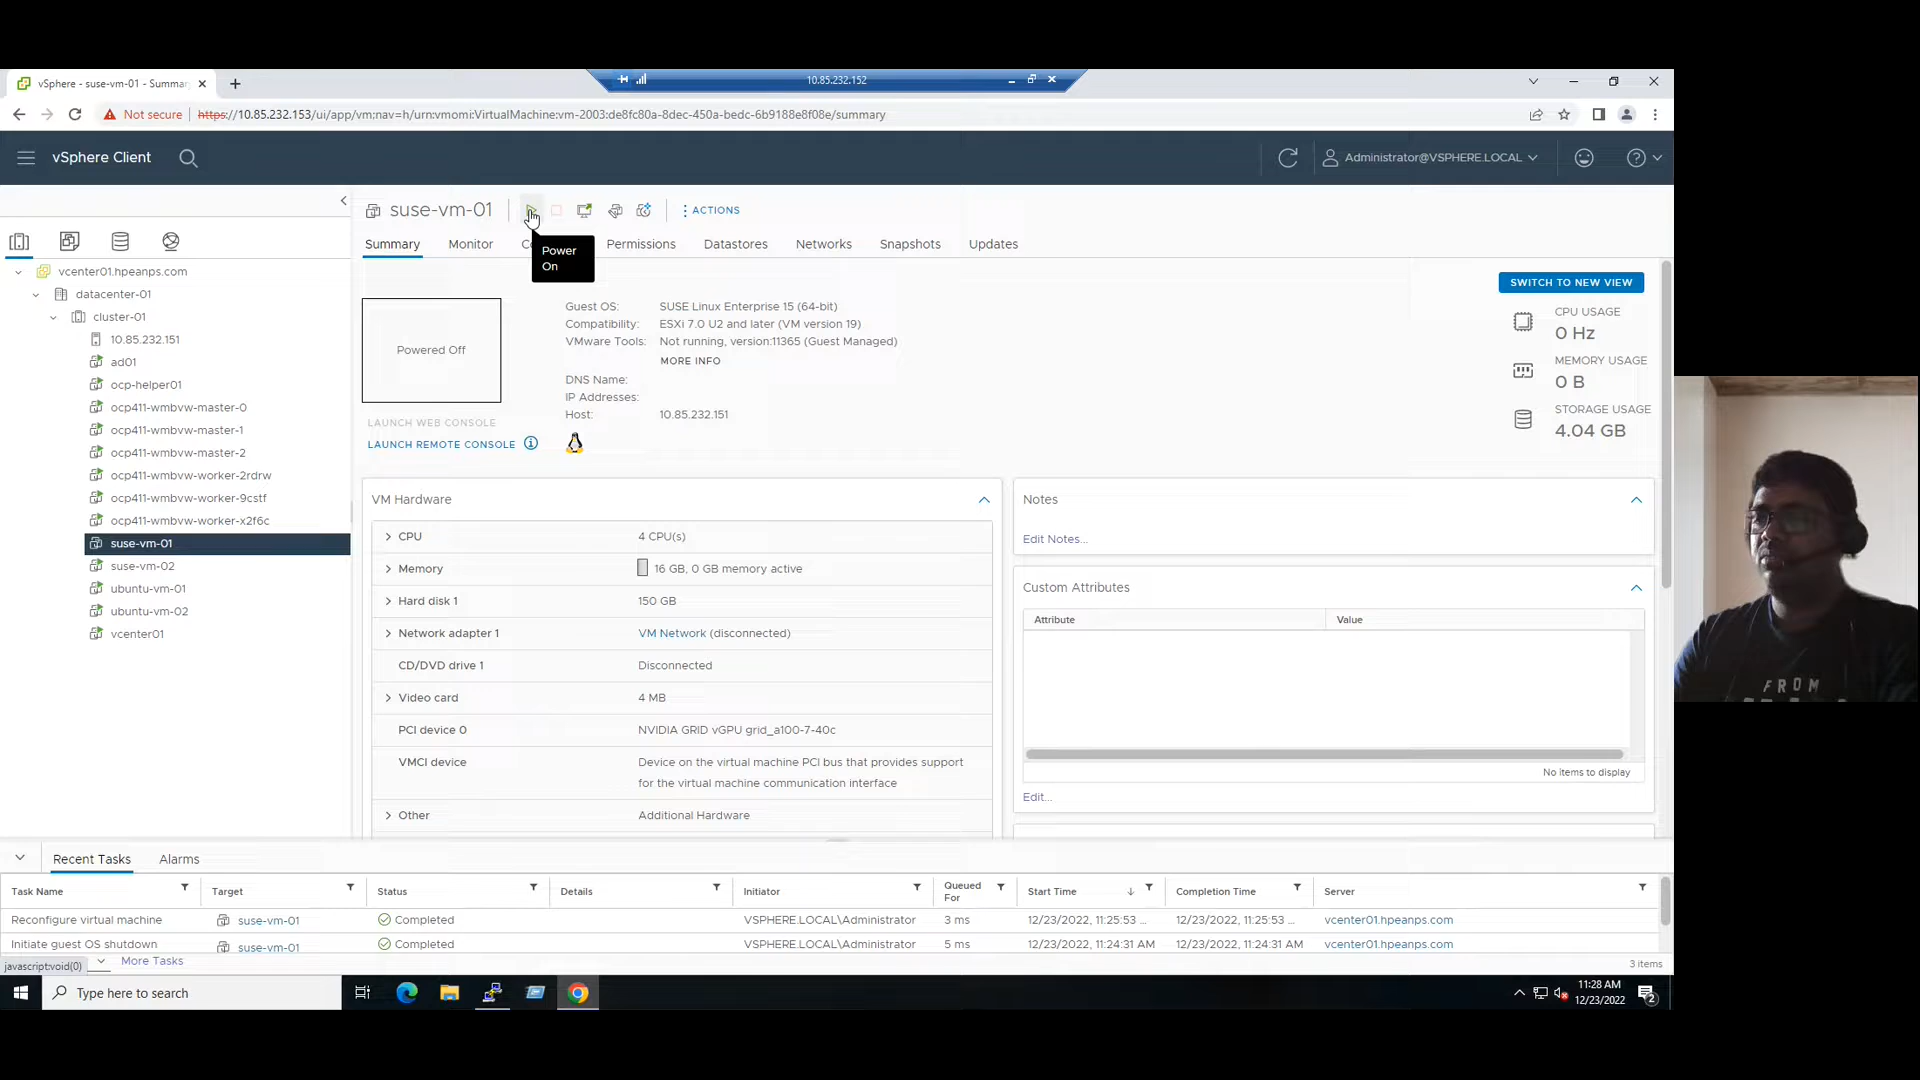 vSphere - suse-vm-01 - Summar
10.85.232.152
Not secure
https://10.85.232.153/ui/app/vm;nav=h/urn:vmomi:VirtualMachine:vm-2003:de8fc80a-8dec-450a-bedc-6b9188e8f08e/summary
vSphere Client
Administrator@VSPHERE.LOCAL
suse-vm-01
ACTIONS
Summary
Monitor
Permissions
Datastores
Networks
Snapshots
Updates
Power
On
vcenter01.hpeanps.com
datacenter-01
cluster-01
10.85.232.151
ad01
ocp-helper01
ocp411-wmbvw-master-0
ocp411-wmbvw-master-1
ocp411-wmbvw-master-2
ocp411-wmbvw-worker-2rdrw
ocp411-wmbvw-worker-9cstf
ocp411-wmbvw-worker-x2f6c
suse-vm-01
suse-vm-02
ubuntu-vm-01
ubuntu-vm-02
vcenter01
Powered Off
LAUNCH WEB CONSOLE
LAUNCH REMOTE CONSOLE
Guest OS: SUSE Linux Enterprise 15 (64-bit)
Compatibility: ESXi 7.0 U2 and later (VM version 19)
VMware Tools: Not running, version:11365 (Guest Managed)
MORE INFO
DNS Name:
IP Addresses:
Host: 10.85.232.151
SWITCH TO NEW VIEW
CPU USAGE
0 Hz
MEMORY USAGE
0 B
STORAGE USAGE
4.04 GB
VM Hardware
CPU 4 CPU(s)
Memory 16 GB, 0 GB memory active
Hard disk 1 150 GB
Network adapter 1 VM Network (disconnected)
CD/DVD drive 1 Disconnected
Video card 4 MB
PCI device 0 NVIDIA GRID vGPU grid_a100-7-40c
VMCI device Device on the virtual machine PCI bus that provides support
for the virtual machine communication interface
Other Additional Hardware
Notes
Edit Notes...
Custom Attributes
Attribute Value
No items to display
Edit...
Recent Tasks Alarms
Task Name Target Status Details Initiator Queued For Start Time Completion Time Server
Reconfigure virtual machine suse-vm-01 Completed VSPHERE.LOCAL\Administrator 3 ms 12/23/2022, 11:25:53 ... 12/23/2022, 11:25:53 ... vcenter01.hpeanps.com
Initiate guest OS shutdown suse-vm-01 Completed VSPHERE.LOCAL\Administrator 5 ms 12/23/2022, 11:24:31 AM 12/23/2022, 11:24:31 AM vcenter01.hpeanps.com
javascript:void(0)
More Tasks
3 items
Type here to search
11:28 AM
12/23/2022
2
FROM